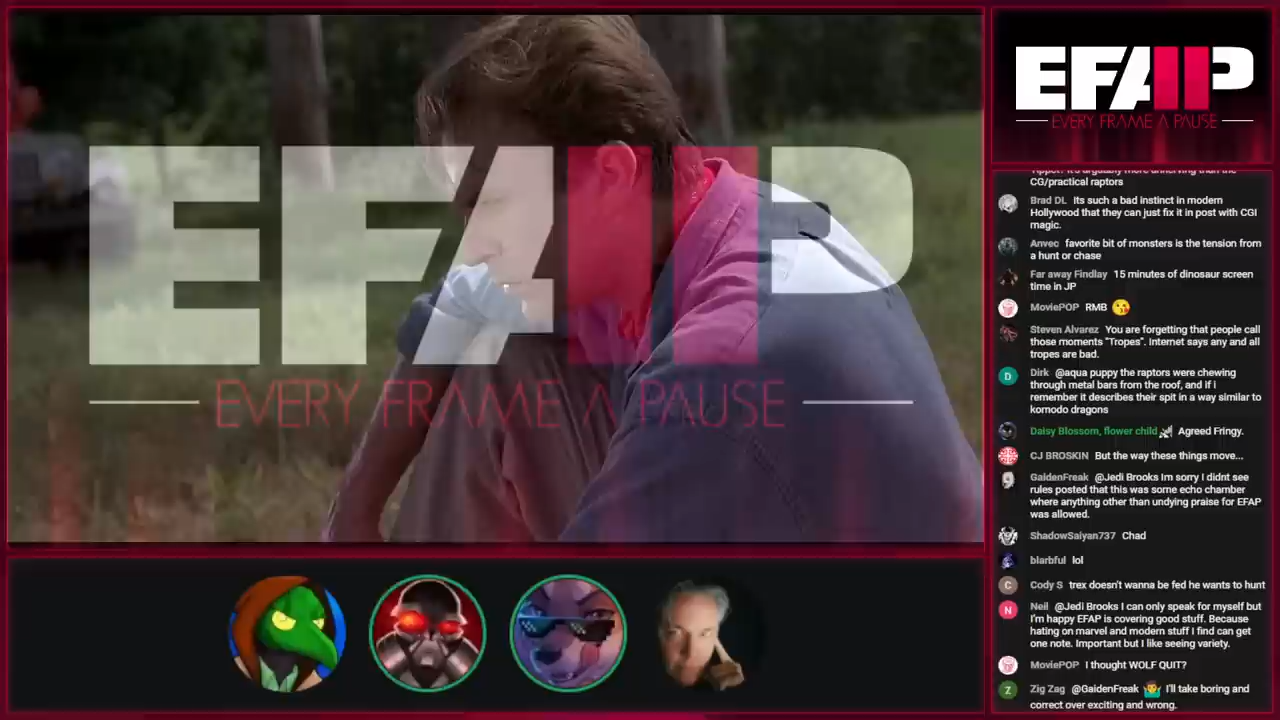 EFAP
EVERY FRAME A PAUSE
EFAP
EVERY FRAME A PAUSE
CG/practical raptors
Brad DL Its such a bad instinct in modern
Hollywood that they can just fix it in post with CGI
magic.
Anvec favorite bit of monsters is the tension from
a hunt or chase
Far away Findlay 15 minutes of dinosaur screen
time in JP
MoviePOP RMB 😘
Steven Alvarez You are forgetting that people call
those moments "Tropes". Internet says any and all
tropes are bad.
D
Dirk @aqua puppy the raptors were chewing
through metal bars from the roof, and if i
remember it describes their spit in a way similar to
komodo dragons
Daisy Blossom, flower child Agreed Fringy.
CJ BROSKIN But the way these things move...
GaidenFreak @Jedi Brooks Im sorry I didnt see
rules posted that this was some echo chamber
where anything other than undying praise for EFAP
was allowed.
ShadowSaiyan737 Chad
blarbful lol
C
Cody S trex doesn't wanna be fed he wants to hunt
N
Neil @Jedi Brooks I can only speak for myself but
I'm happy EFAP is covering good stuff. Because
hating on marvel and modern stuff I find can get
one note. Important but I like seeing variety.
MoviePOP I thought WOLF QUIT?
Z
Zig Zag @GaidenFreak 🤷‍♂️ I'll take boring and
correct over exciting and wrong.